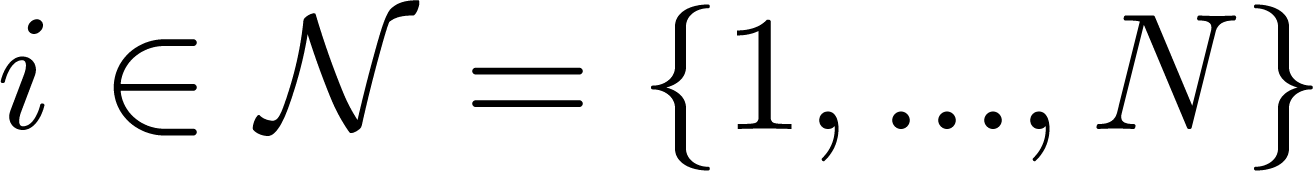 i ∈ 𝒩 = {1, ..., N}